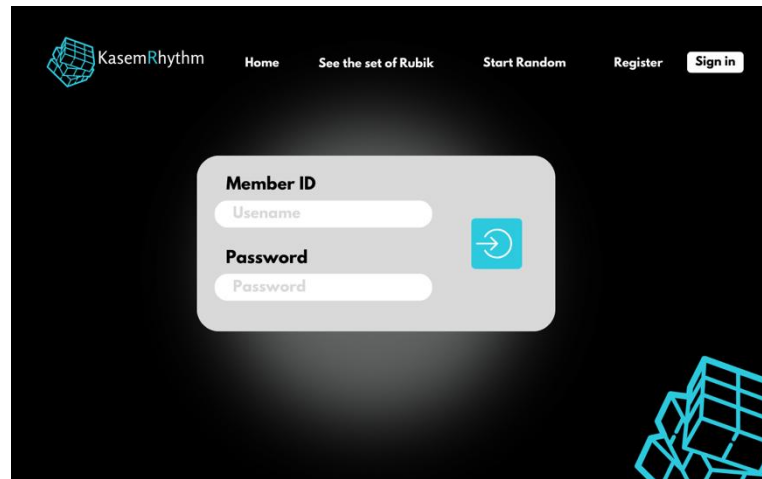 KasemRhythm Home See the set of Rubik Start Random Register Sign in
Member ID
Usename
Password
Password